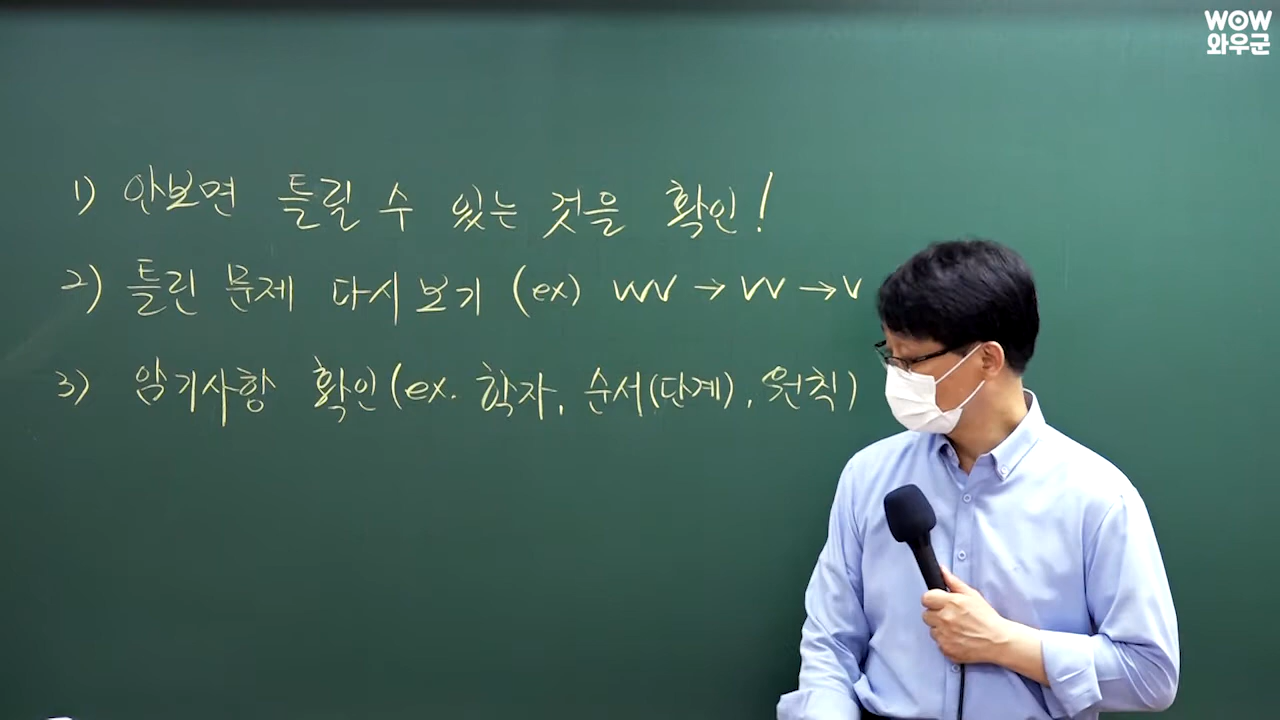 WOW
와우군
1) 안보면 틀릴 수 있는 것을 확인!
2) 틀린 문제 다시보기 (ex) VVV → VV → V
3) 암기사항 확인(ex. 학자, 순서(단계), 원칙)